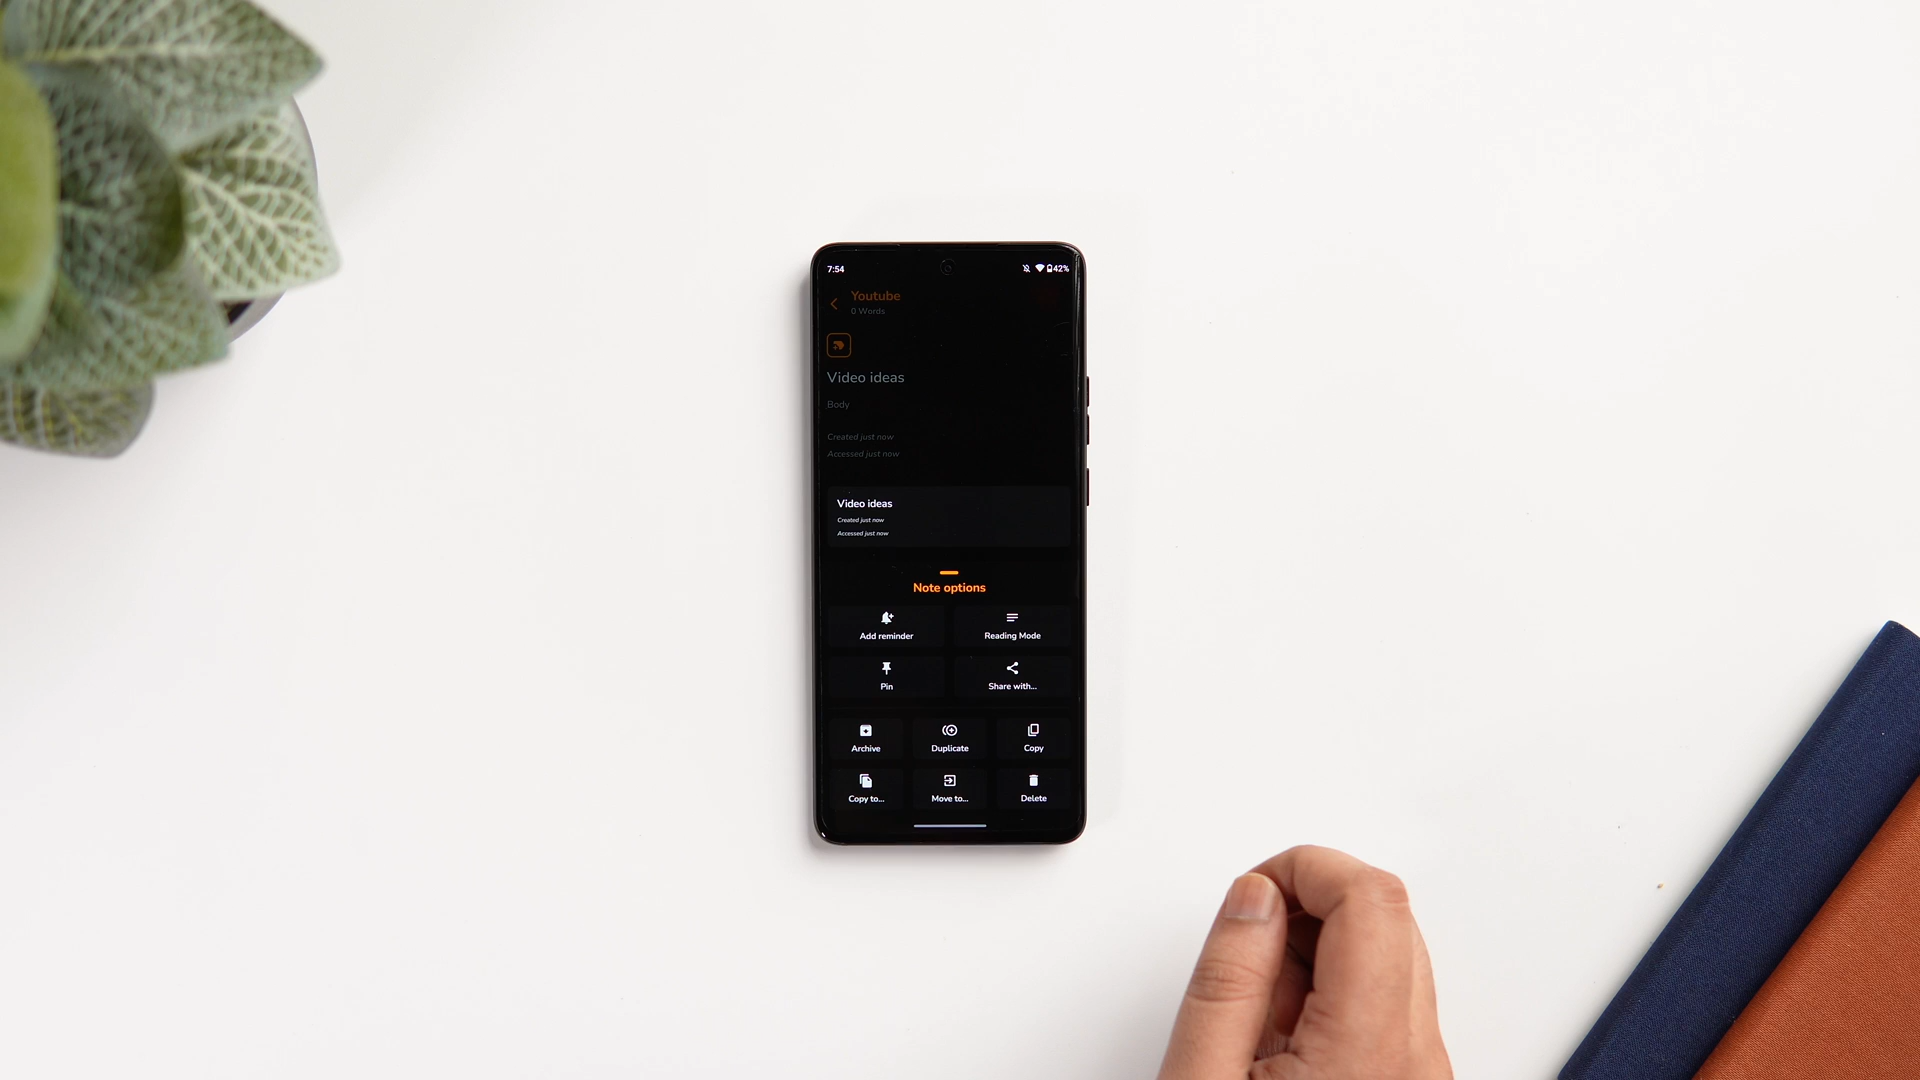 7:54
42%
Youtube
0 Words
Video ideas
Body
Created just now
Accessed just now
Video ideas
Created just now
Accessed just now
Note options
Add reminder
Reading Mode
Pin
Share with...
Archive
Duplicate
Copy
Copy to...
Move to...
Delete